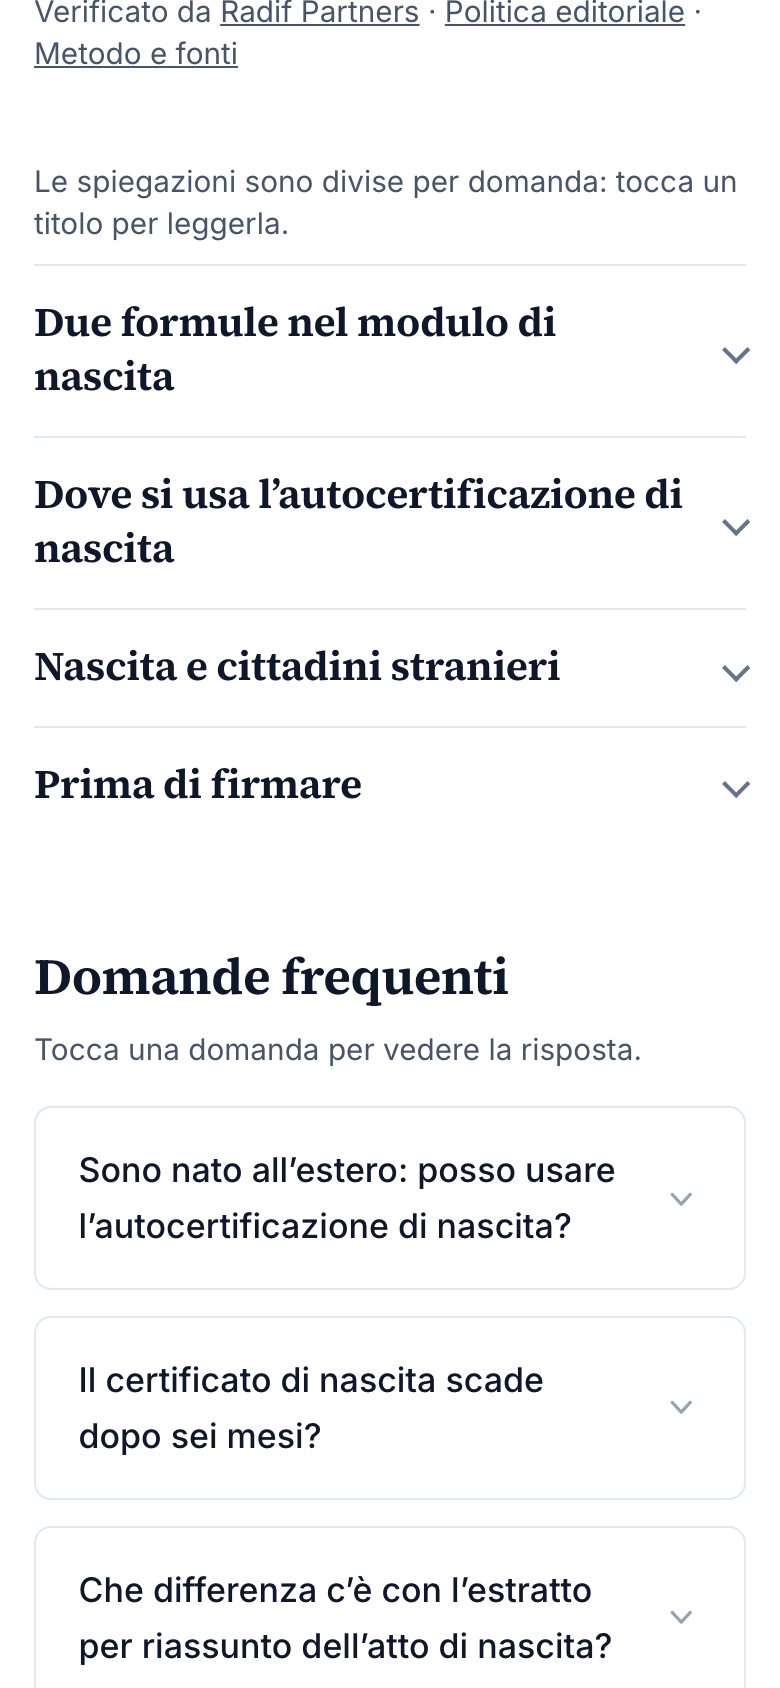 Verificato da Radif Partners · Politica editoriale ·
Metodo e fonti
Le spiegazioni sono divise per domanda: tocca un
titolo per leggerla.
Due formule nel modulo di
nascita
Dove si usa l’autocertificazione di
nascita
Nascita e cittadini stranieri
Prima di firmare
Domande frequenti
Tocca una domanda per vedere la risposta.
Sono nato all’estero: posso usare
l’autocertificazione di nascita?
Il certificato di nascita scade
dopo sei mesi?
Che differenza c’è con l’estratto
per riassunto dell’atto di nascita?